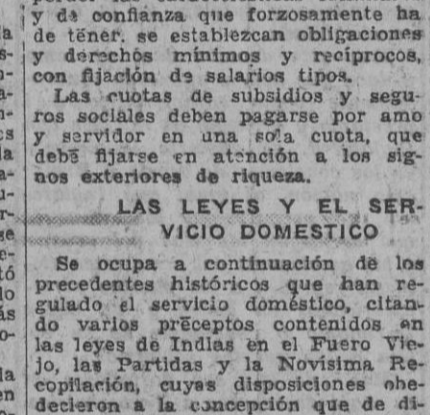 y de confianza que forzosamente ha
de tener. se establezcan obligaciones
y derechos mínimos y recíprocos,
con fijación de salarios tipos.
Las cuotas de subsidios y segu-
ros sociales deben pagarse por amo
y servidor en una sola cuota, que
debe fijarse en atención a los sig-
nos exteriores de riqueza.
LAS LEYES Y EL SER-
VICIO DOMESTICO
Se ocupa a continuación de los
precedentes históricos que han re-
gulado el servicio doméstico, citan-
do varios preceptos contenidos en
las leyes de Indias en el Fuero Vie-
jo, las Partidas y la Novísima Re-
copilación, cuyas disposiciones obe-
decieron a la concepción que de di-